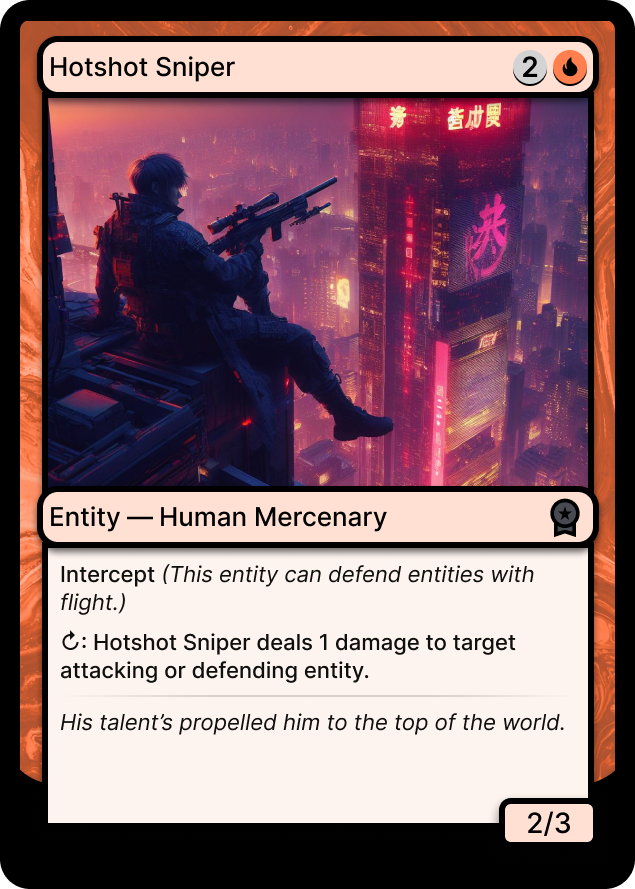 Hotshot Sniper
2
Entity — Human Mercenary
Intercept (This entity can defend entities with
flight.)
↻: Hotshot Sniper deals 1 damage to target
attacking or defending entity.
His talent’s propelled him to the top of the world.
2/3